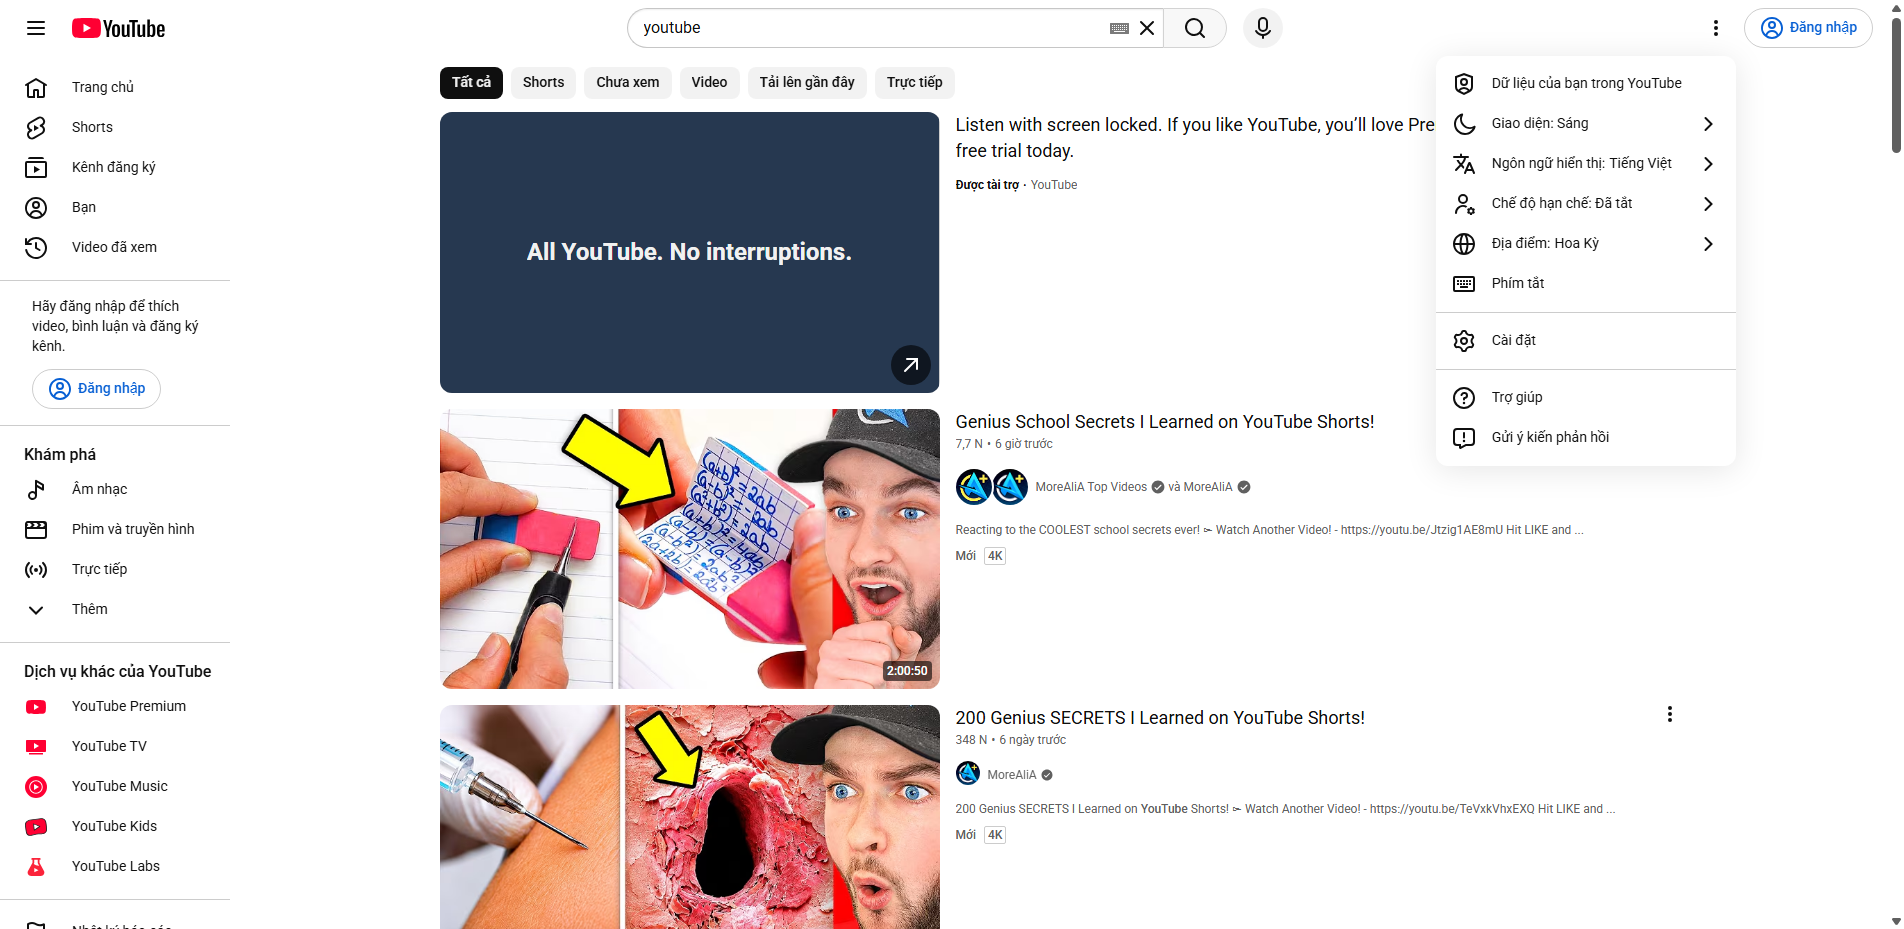 YouTube
youtube
Đăng nhập
Trang chủ
Shorts
Kênh đăng ký
Bạn
Video đã xem
Hãy đăng nhập để thích
video, bình luận và đăng ký
kênh.
Đăng nhập
Khám phá
Âm nhạc
Phim và truyền hình
Trực tiếp
Thêm
Dịch vụ khác của YouTube
YouTube Premium
YouTube TV
YouTube Music
YouTube Kids
YouTube Labs
Tất cả
Shorts
Chưa xem
Video
Tải lên gần đây
Trực tiếp
All YouTube. No interruptions.
Listen with screen locked. If you like YouTube, you'll love Pre
free trial today.
Được tài trợ · YouTube
2:00:50
Genius School Secrets I Learned on YouTube Shorts!
7,7 N • 6 giờ trước
MoreAliA Top Videos và MoreAliA
Reacting to the COOLEST school secrets ever! ➳ Watch Another Video! - https://youtu.be/Jtzig1AE8mU Hit LIKE and ...
Mới 4K
200 Genius SECRETS I Learned on YouTube Shorts!
348 N • 6 ngày trước
MoreAliA
200 Genius SECRETS I Learned on YouTube Shorts! ➳ Watch Another Video! - https://youtu.be/TeVxkVhxEXQ Hit LIKE and ...
Mới 4K
Dữ liệu của bạn trong YouTube
Giao diện: Sáng
Ngôn ngữ hiển thị: Tiếng Việt
Chế độ hạn chế: Đã tắt
Địa điểm: Hoa Kỳ
Phím tắt
Cài đặt
Trợ giúp
Gửi ý kiến phản hồi